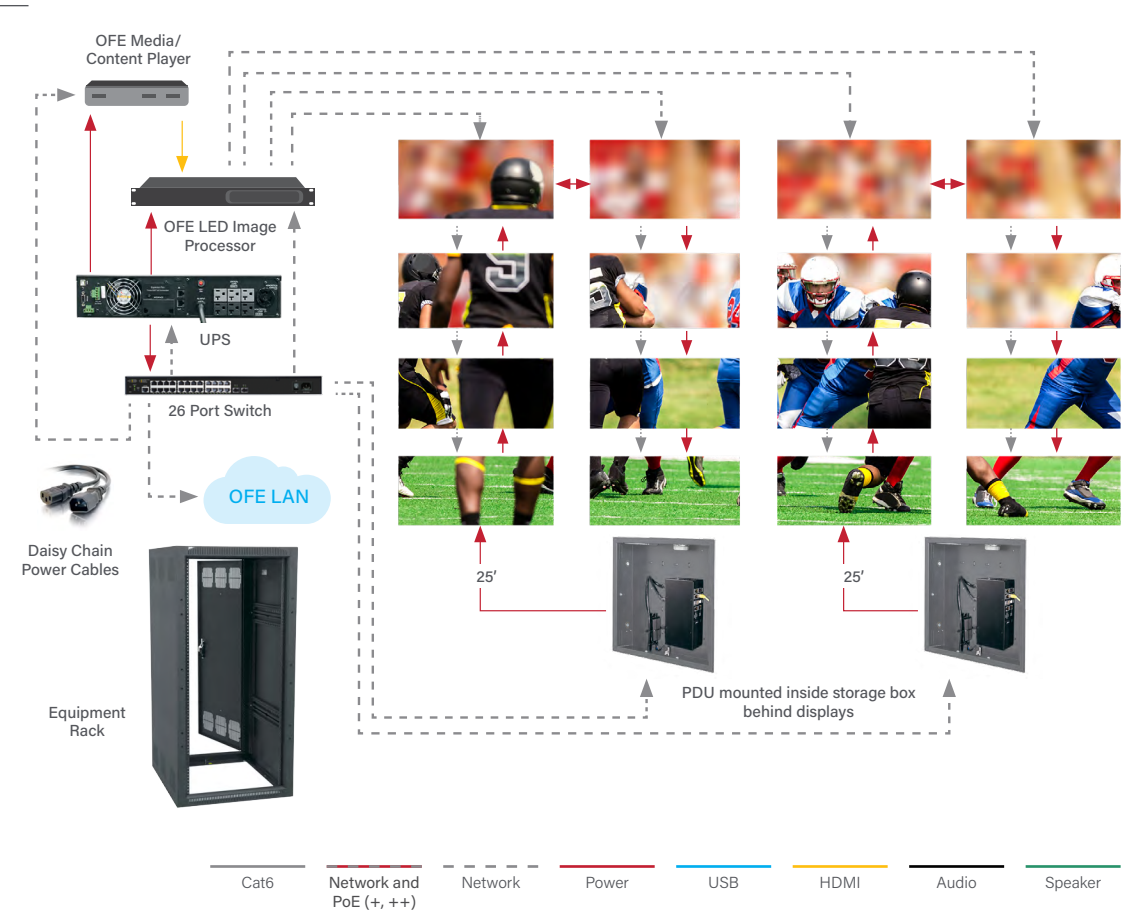 OFE Media/
Content Player
OFE LED Image
Processor
UPS
26 Port Switch
OFE LAN
Daisy Chain
Power Cables
25′
25′
PDU mounted inside storage box
behind displays
Equipment
Rack
Cat6
Network and
PoE (+, ++)
Network
Power
USB
HDMI
Audio
Speaker